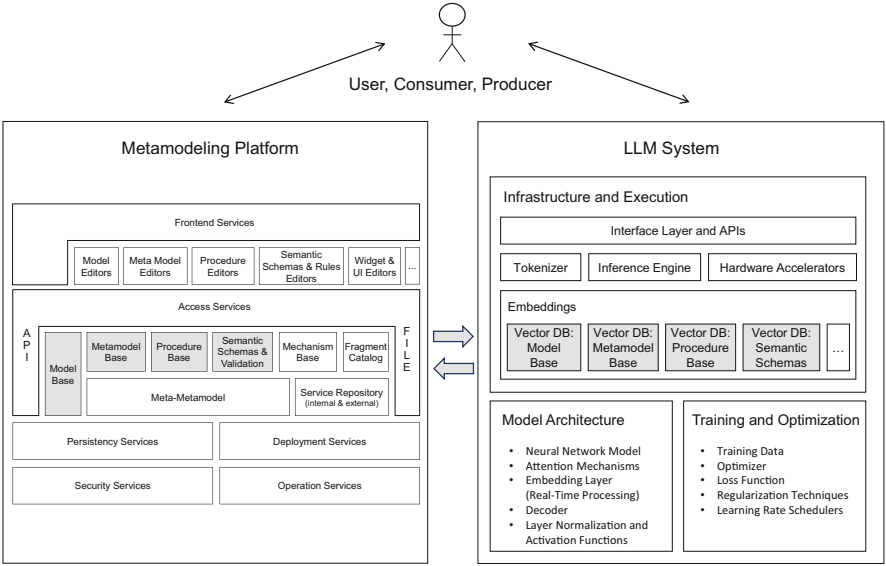 User, Consumer, Producer
Metamodeling Platform
Frontend Services
Model
Editors
Meta Model
Editors
Procedure
Editors
Semantic
Schemas & Rules
Editors
Widget &
UI Editors
...
Access Services
A
P
I
Model
Base
Metamodel
Base
Procedure
Base
Semantic
Schemas &
Validation
Mechanism
Base
Fragment
Catalog
F
I
L
E
Meta-Metamodel
Service Repository
(internal & external)
Persistency Services
Deployment Services
Security Services
Operation Services
LLM System
Infrastructure and Execution
Interface Layer and APIs
Tokenizer
Inference Engine
Hardware Accelerators
Embeddings
Vector DB:
Model
Base
Vector DB:
Metamodel
Base
Vector DB:
Procedure
Base
Vector DB:
Semantic
Schemas
...
Model Architecture
• Neural Network Model
• Attention Mechanisms
• Embedding Layer
(Real-Time Processing)
• Decoder
• Layer Normalization and
Activation Functions
Training and Optimization
• Training Data
• Optimizer
• Loss Function
• Regularization Techniques
• Learning Rate Schedulers